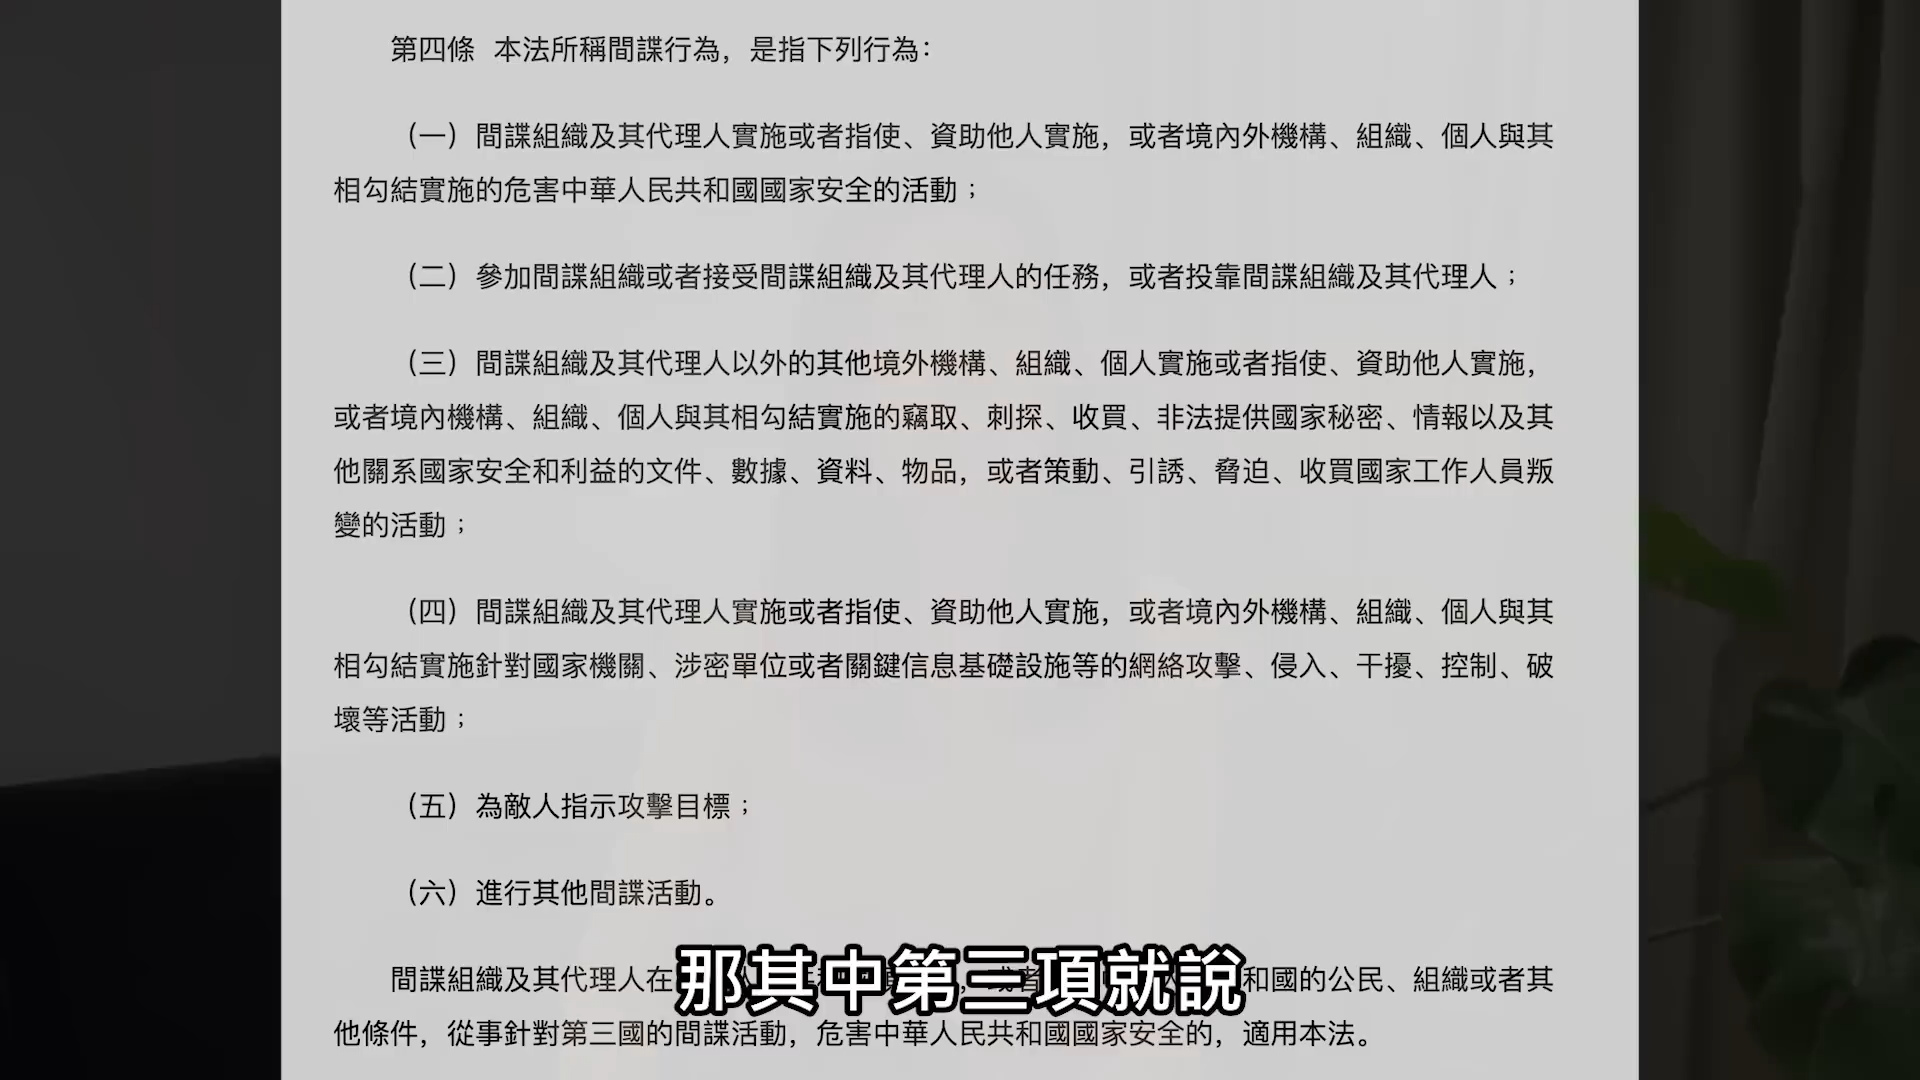 第四條 本法所稱間諜行為，是指下列行為：
（一）間諜組織及其代理人實施或者指使、資助他人實施，或者境內外機構、組織、個人與其
相勾結實施的危害中華人民共和國國家安全的活動；
（二）參加間諜組織或者接受間諜組織及其代理人的任務，或者投靠間諜組織及其代理人；
（三）間諜組織及其代理人以外的其他境外機構、組織、個人實施或者指使、資助他人實施，
或者境內機構、組織、個人與其相勾結實施的竊取、刺探、收買、非法提供國家秘密、情報以及其
他關系國家安全和利益的文件、數據、資料、物品，或者策動、引誘、脅迫、收買國家工作人員叛
變的活動；
（四）間諜組織及其代理人實施或者指使、資助他人實施，或者境內外機構、組織、個人與其
相勾結實施針對國家機關、涉密單位或者關鍵信息基礎設施等的網絡攻擊、侵入、干擾、控制、破
壞等活動；
（五）為敵人指示攻擊目標；
（六）進行其他間諜活動。
間諜組織及其代理人在 和國的公民、組織或者其
那其中第三項就說
他條件，從事針對第三國的間諜活動，危害中華人民共和國國家安全的，適用本法。